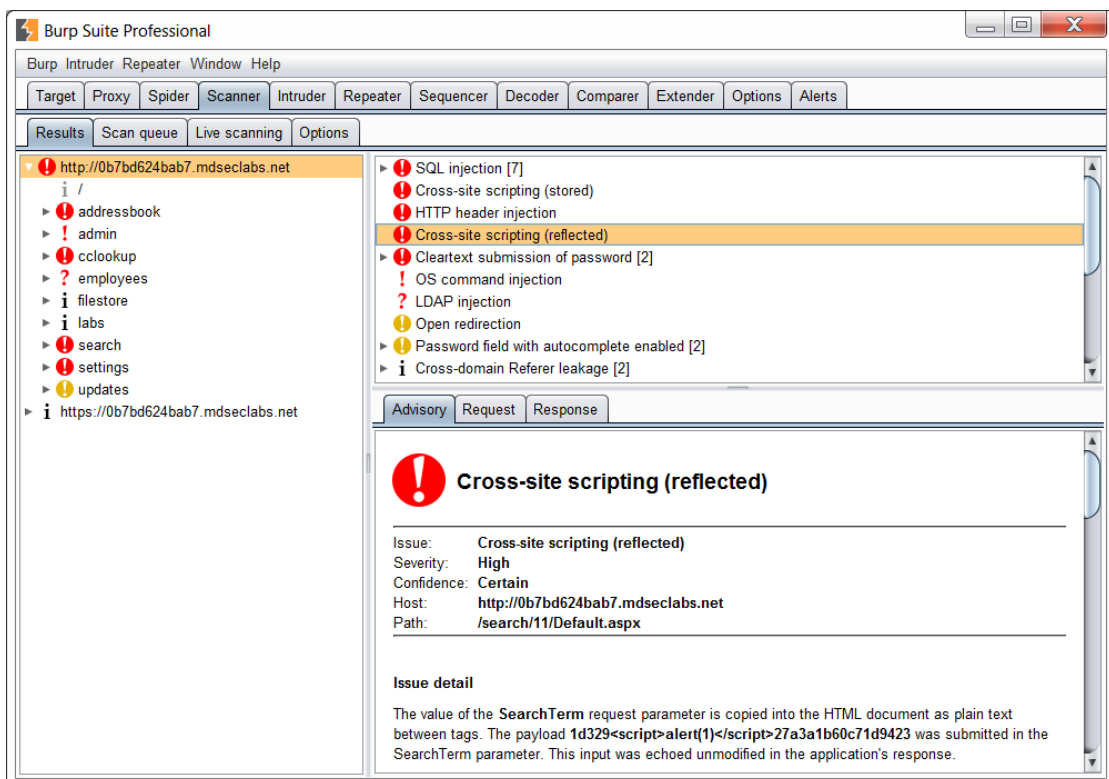 Burp Suite Professional
Burp Intruder Repeater Window Help
Target Proxy Spider Scanner Intruder Repeater Sequencer Decoder Comparer Extender Options Alerts
Results Scan queue Live scanning Options
http://0b7bd624bab7.mdseclabs.net
/
addressbook
admin
cclookup
employees
filestore
labs
search
settings
updates
https://0b7bd624bab7.mdseclabs.net
SQL injection [7]
Cross-site scripting (stored)
HTTP header injection
Cross-site scripting (reflected)
Cleartext submission of password [2]
OS command injection
LDAP injection
Open redirection
Password field with autocomplete enabled [2]
Cross-domain Referer leakage [2]
Advisory Request Response
Cross-site scripting (reflected)
Issue: Cross-site scripting (reflected)
Severity: High
Confidence: Certain
Host: http://0b7bd624bab7.mdseclabs.net
Path: /search/11/Default.aspx
Issue detail
The value of the SearchTerm request parameter is copied into the HTML document as plain text
between tags. The payload 1d329<script>alert(1)</script>27a3a1b60c71d9423 was submitted in the
SearchTerm parameter. This input was echoed unmodified in the application's response.